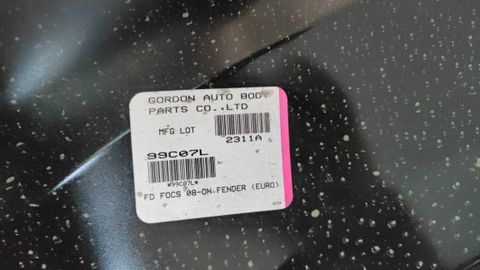 GORDON AUTO BODY
PARTS CO.,LTD
MFG LOT
2311A
99C07L
*99C07L*
FD FOCS 08-ON FENDER (EURO)